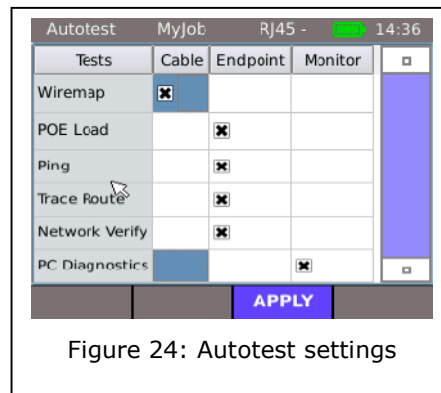 Autotest MyJob RJ45 - 14:36
Tests Cable Endpoint Monitor
Wiremap
POE Load
Ping
Trace Route
Network Verify
PC Diagnostics
APPLY
Figure 24: Autotest settings